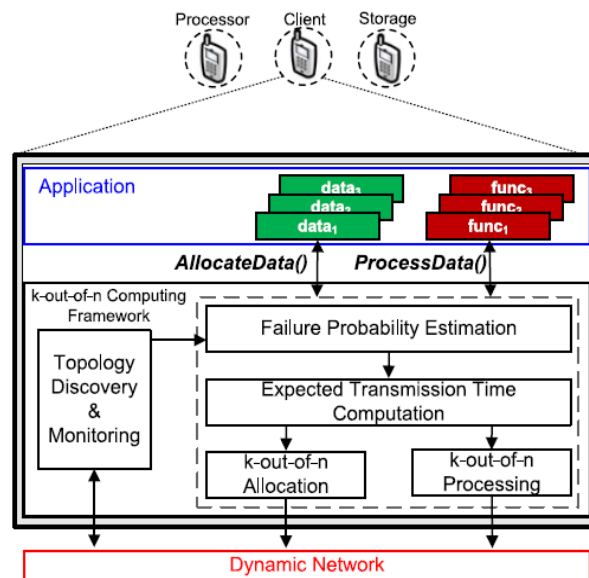 Processor Client Storage
Application
data₃
data₂
data₁
func₃
func₂
func₁
AllocateData() ProcessData()
k-out-of-n Computing
Framework
Topology
Discovery
&
Monitoring
Failure Probability Estimation
Expected Transmission Time
Computation
k-out-of-n
Allocation
k-out-of-n
Processing
Dynamic Network